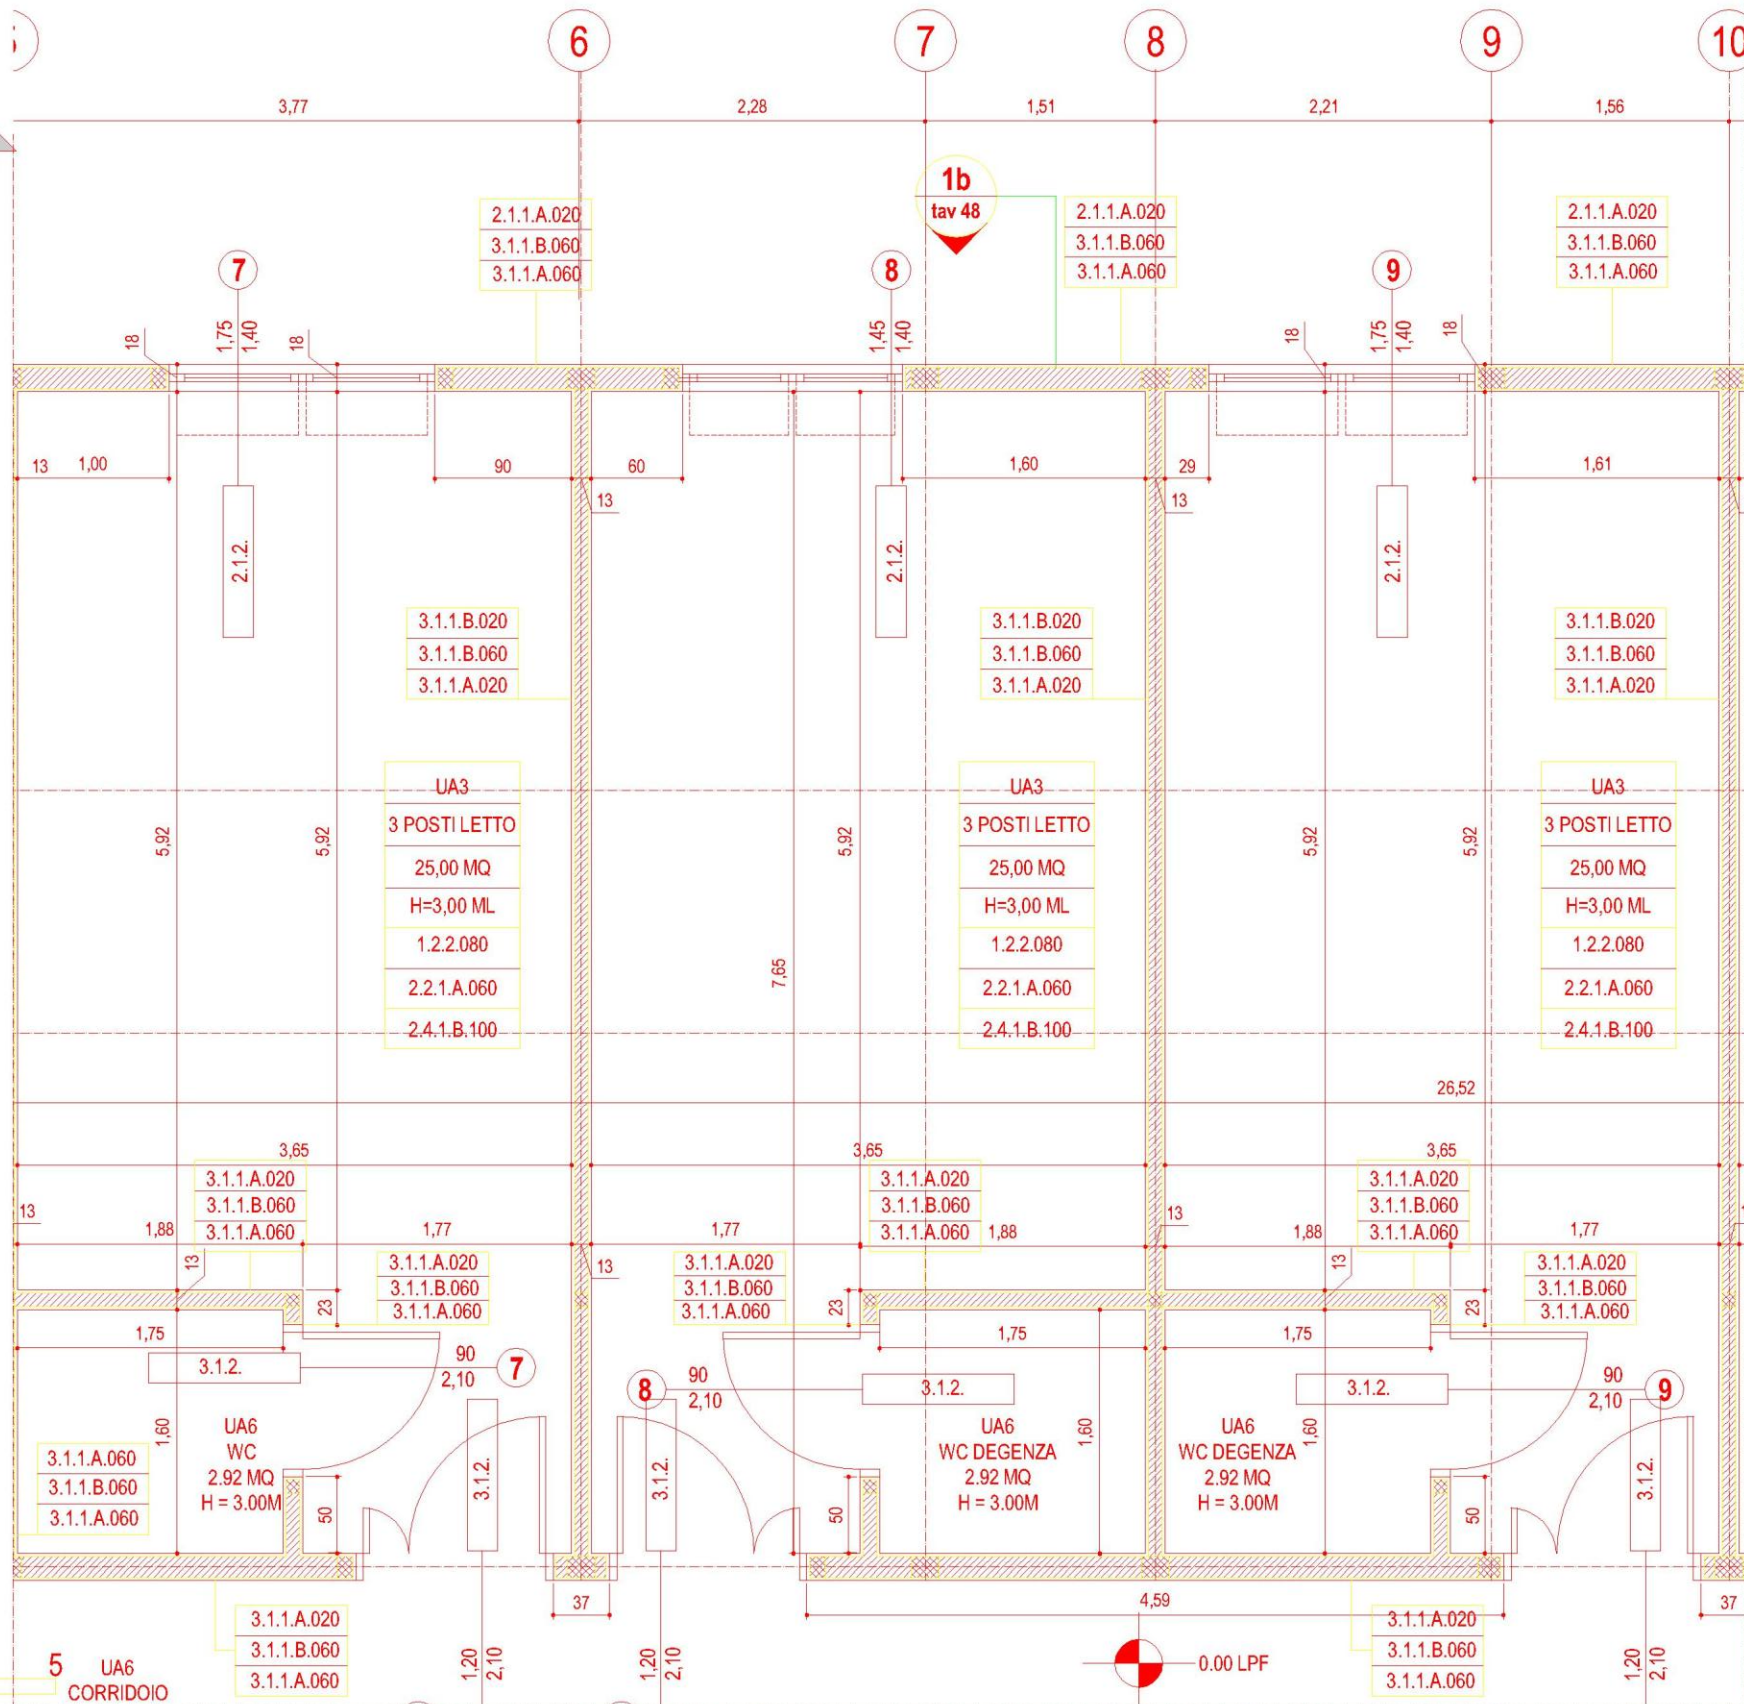 6
7
8
9
10
3,77
2,28
1,51
2,21
1,56
1b
tav 48
2.1.1.A.020
3.1.1.B.060
3.1.1.A.060
2.1.1.A.020
3.1.1.B.060
3.1.1.A.060
2.1.1.A.020
3.1.1.B.060
3.1.1.A.060
7
8
9
18
1,75
1,40
18
1,45
1,40
18
1,75
1,40
18
13
1,00
90
60
1,60
29
1,61
13
13
2.1.2.
2.1.2.
2.1.2.
3.1.1.B.020
3.1.1.B.060
3.1.1.A.020
3.1.1.B.020
3.1.1.B.060
3.1.1.A.020
3.1.1.B.020
3.1.1.B.060
3.1.1.A.020
5,92
5,92
7,65
5,92
5,92
5,92
UA3
3 POSTI LETTO
25,00 MQ
H=3,00 ML
1.2.2.080
2.2.1.A.060
2.4.1.B.100
UA3
3 POSTI LETTO
25,00 MQ
H=3,00 ML
1.2.2.080
2.2.1.A.060
2.4.1.B.100
UA3
3 POSTI LETTO
25,00 MQ
H=3,00 ML
1.2.2.080
2.2.1.A.060
2.4.1.B.100
26,52
3,65
3,65
3,65
3.1.1.A.020
3.1.1.B.060
3.1.1.A.060
3.1.1.A.020
3.1.1.B.060
3.1.1.A.060
3.1.1.A.020
3.1.1.B.060
3.1.1.A.060
13
1,88
1,77
1,77
1,88
13
1,88
1,77
13
13
13
3.1.1.A.020
3.1.1.B.060
3.1.1.A.060
3.1.1.A.020
3.1.1.B.060
3.1.1.A.060
3.1.1.A.020
3.1.1.B.060
3.1.1.A.060
23
23
23
1,75
1,75
1,75
3.1.2.
90
2,10
7
8
90
2,10
3.1.2.
3.1.2.
90
2,10
9
1,60
UA6
WC
2.92 MQ
H = 3.00M
3.1.2.
3.1.2.
UA6
WC DEGENZA
2.92 MQ
H = 3.00M
1,60
UA6
WC DEGENZA
2.92 MQ
H = 3.00M
1,60
3.1.2.
3.1.1.A.060
3.1.1.B.060
3.1.1.A.060
50
50
50
37
4,59
37
3.1.1.A.020
3.1.1.B.060
3.1.1.A.060
3.1.1.A.020
3.1.1.B.060
3.1.1.A.060
1,20
2,10
1,20
2,10
1,20
2,10
0.00 LPF
5
UA6
CORRIDOIO